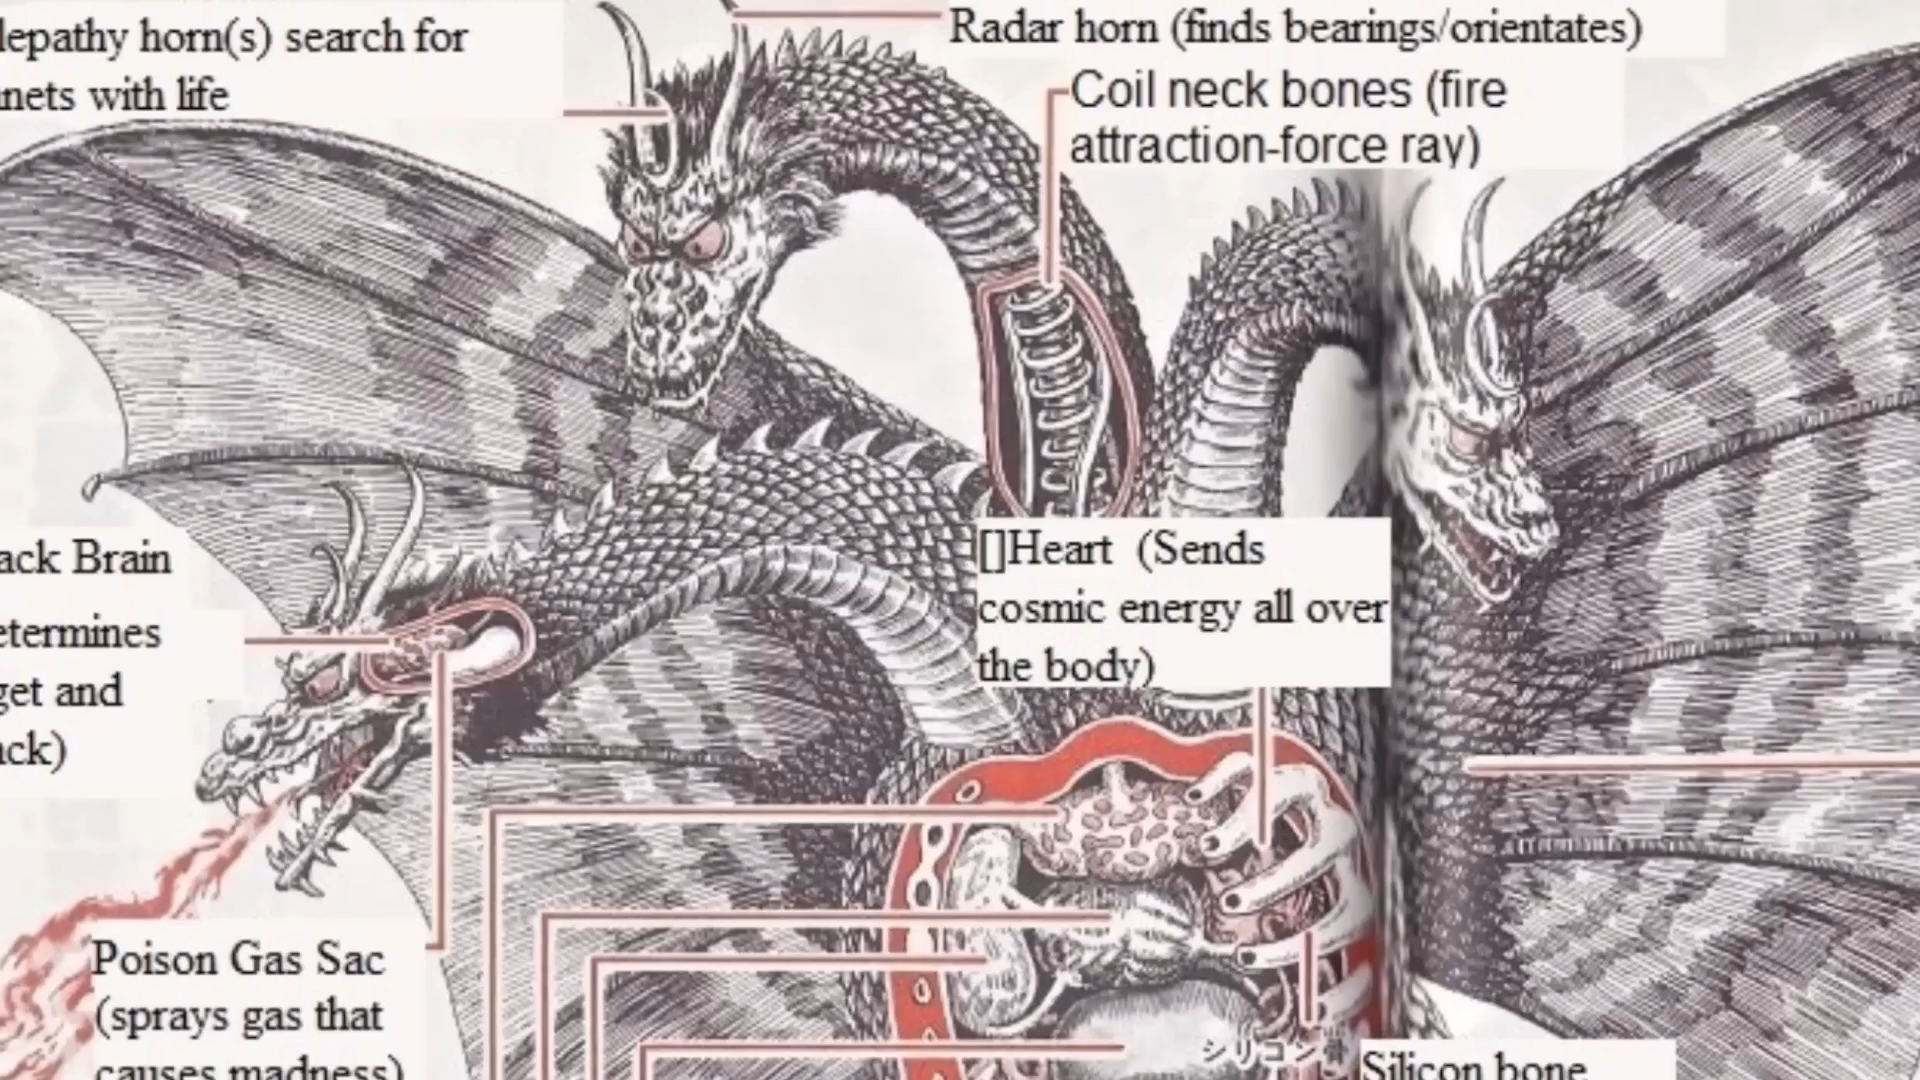 lepathy horn(s) search for
nets with life
Radar horn (finds bearings/orientates)
Coil neck bones (fire
attraction-force ray)
ack Brain
etermines
get and
ck)
[]Heart (Sends
cosmic energy all over
the body)
Poison Gas Sac
(sprays gas that
causes madness)
シリコン骨
Silicon bone